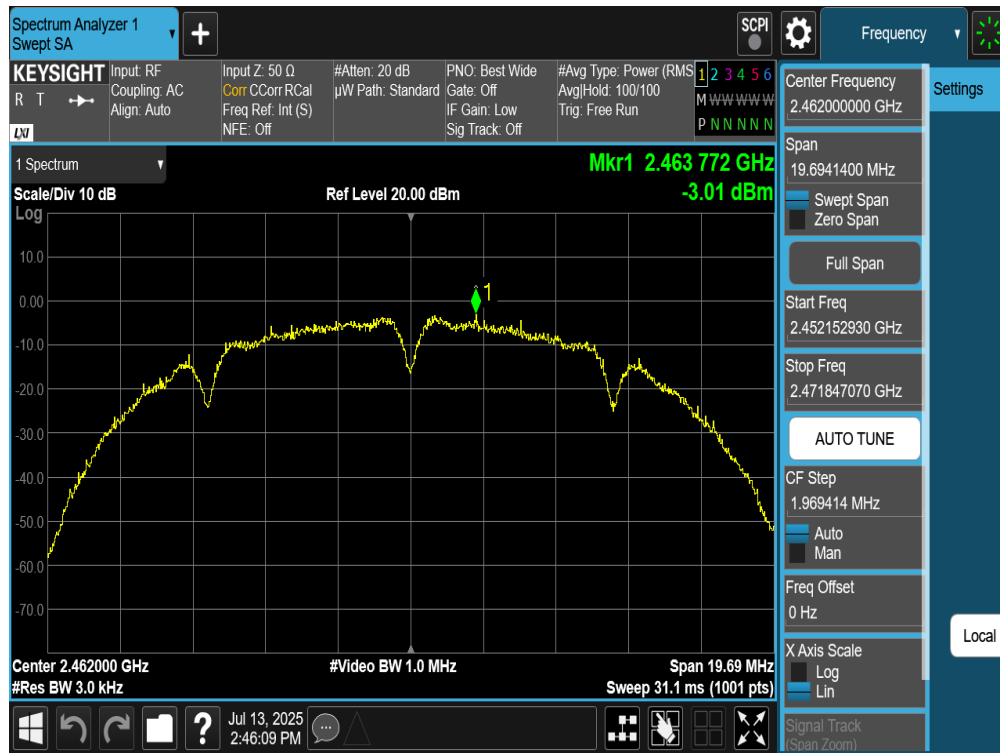 Spectrum Analyzer 1
Swept SA
+
SCPI
Frequency
KEYSIGHT
R T
LXI
Input: RF
Coupling: AC
Align: Auto
Input Z: 50 Ω
Corr CCorr RCal
Freq Ref: Int (S)
NFE: Off
#Atten: 20 dB
µW Path: Standard
PNO: Best Wide
Gate: Off
IF Gain: Low
Sig Track: Off
#Avg Type: Power (RMS
Avg|Hold: 100/100
Trig: Free Run
1 2 3 4 5 6
M W W W W W
P N N N N N
1 Spectrum
Mkr1 2.463 772 GHz
Scale/Div 10 dB
Ref Level 20.00 dBm
-3.01 dBm
Log
10.0
0.00
-10.0
-20.0
-30.0
-40.0
-50.0
-60.0
-70.0
1
Center 2.462000 GHz
#Video BW 1.0 MHz
Span 19.69 MHz
#Res BW 3.0 kHz
Sweep 31.1 ms (1001 pts)
Center Frequency
2.462000000 GHz
Settings
Span
19.6941400 MHz
Swept Span
Zero Span
Full Span
Start Freq
2.452152930 GHz
Stop Freq
2.471847070 GHz
AUTO TUNE
CF Step
1.969414 MHz
Auto
Man
Freq Offset
0 Hz
Local
X Axis Scale
Log
Lin
Signal Track
(Span Zoom)
?
Jul 13, 2025
2:46:09 PM